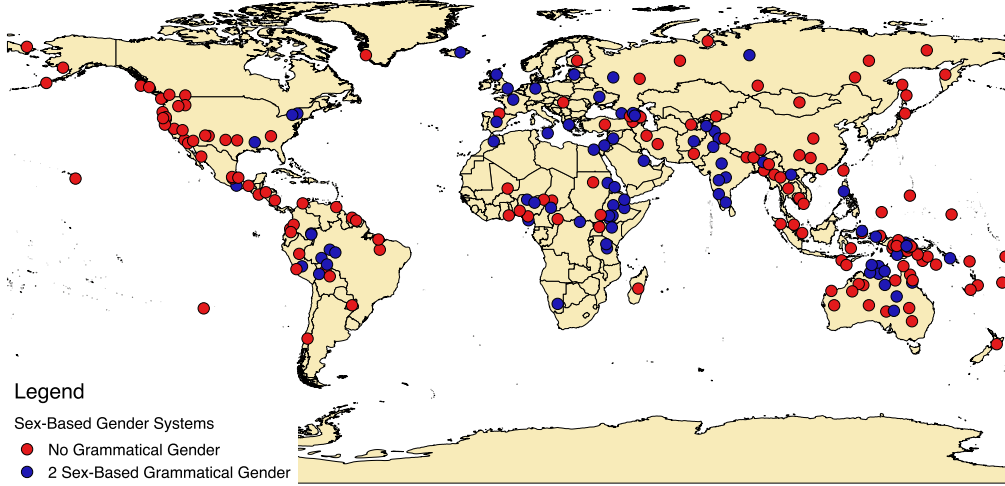 Legend
Sex-Based Gender Systems
No Grammatical Gender
2 Sex-Based Grammatical Gender